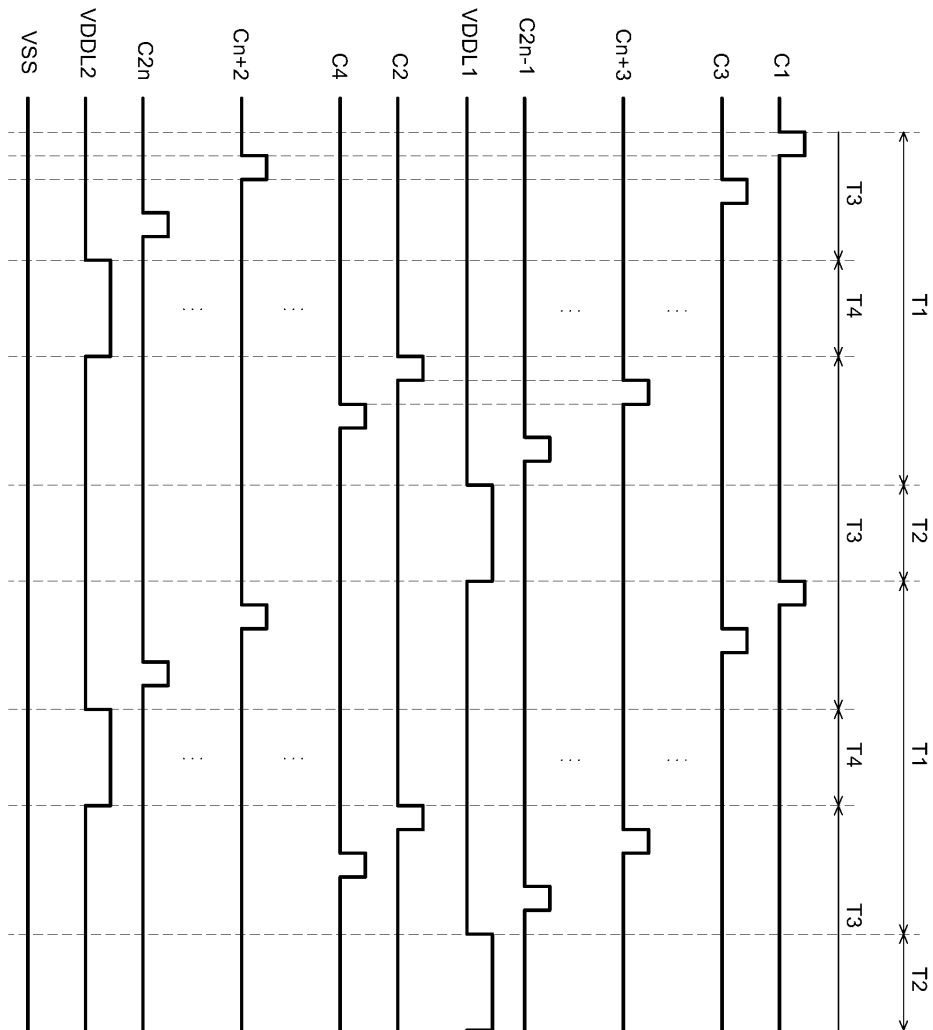 T1
T2
T1
T2
T3
T4
T3
T4
T3
C1
C3
Cn+3
C2n-1
VDDL1
C2
C4
Cn+2
C2n
VDDL2
VSS
... ...
... ...
... ...
... ...